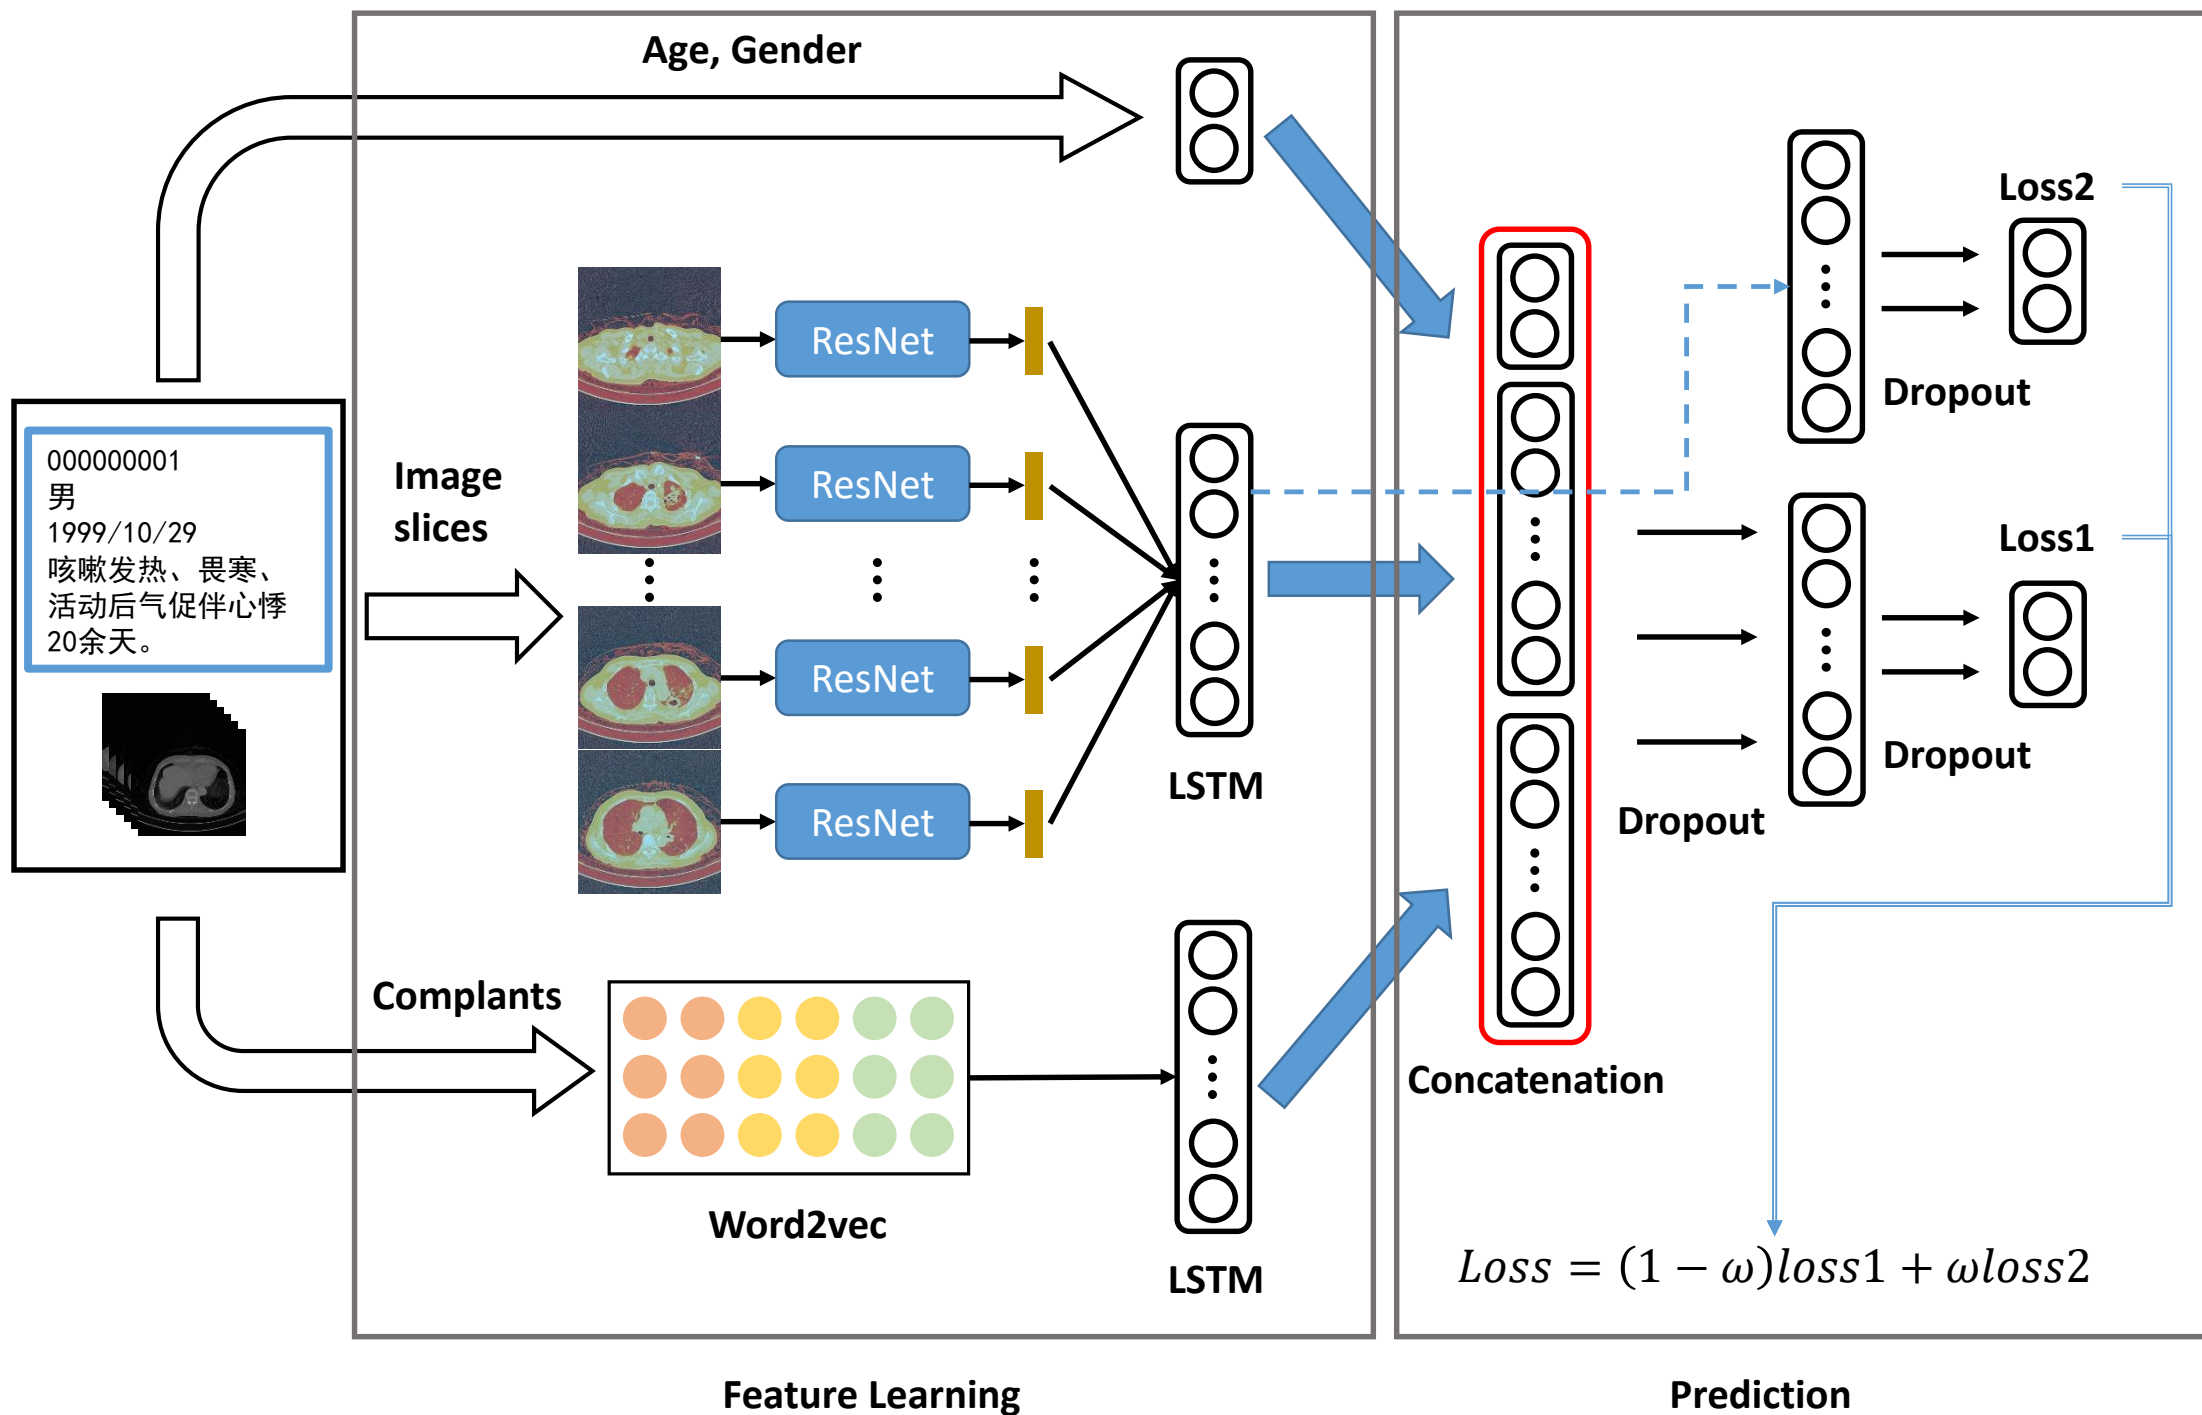 Age, Gender
000000001
男
1999/10/29
咳嗽发热、畏寒、
活动后气促伴心悸
20余天。
Image
slices
ResNet
ResNet
ResNet
ResNet
LSTM
Complants
Word2vec
LSTM
Feature Learning
Concatenation
Dropout
Loss2
Dropout
Loss1
Dropout
Loss = (1 − ω)loss1 + ωloss2
Prediction